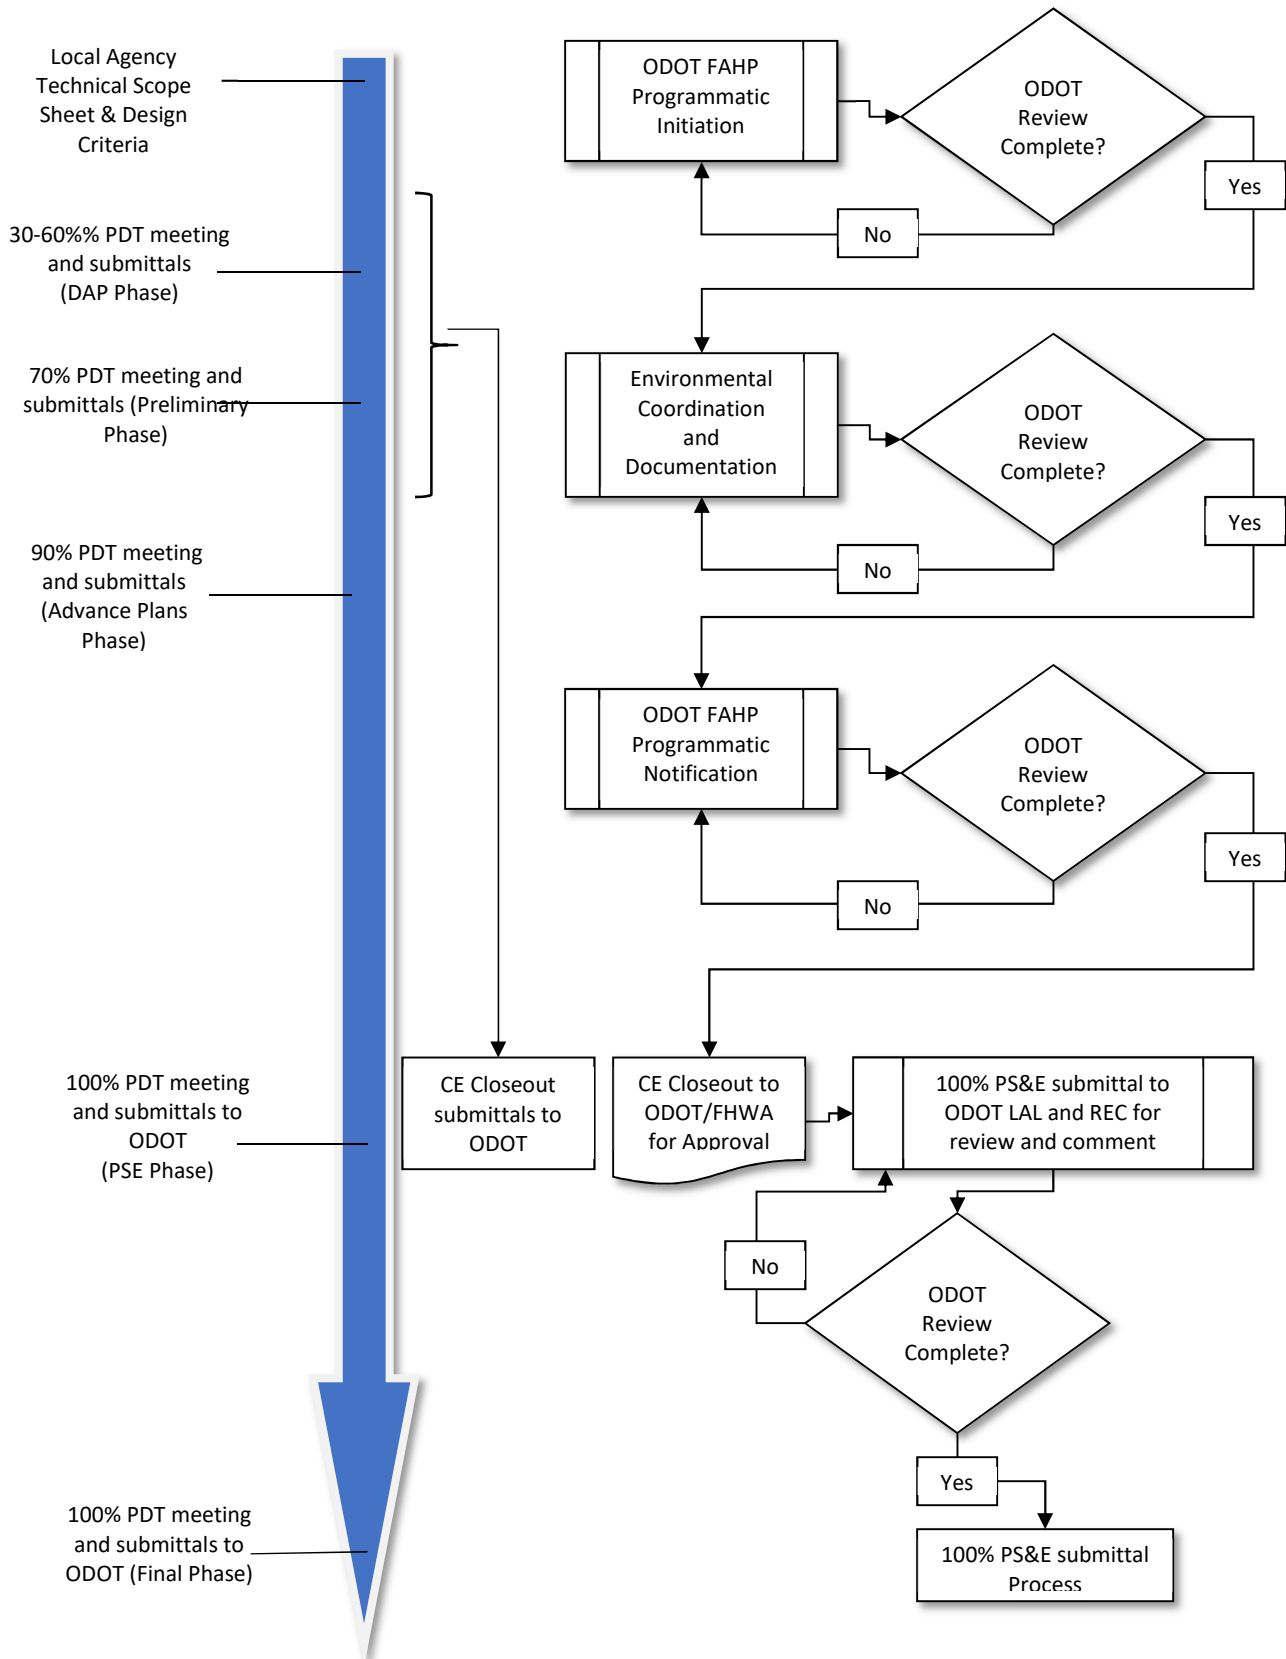 Local Agency
Technical Scope
Sheet & Design
Criteria
30-60%% PDT meeting
and submittals
(DAP Phase)
70% PDT meeting and
submittals (Preliminary
Phase)
90% PDT meeting
and submittals
(Advance Plans
Phase)
100% PDT meeting
and submittals to
ODOT
(PSE Phase)
100% PDT meeting
and submittals to
ODOT (Final Phase)
ODOT FAHP
Programmatic
Initiation
ODOT
Review
Complete?
Yes
No
Environmental
Coordination
and
Documentation
ODOT
Review
Complete?
Yes
No
ODOT FAHP
Programmatic
Notification
ODOT
Review
Complete?
Yes
No
CE Closeout
submittals to
ODOT
CE Closeout to
ODOT/FHWA
for Approval
100% PS&E submittal to
ODOT LAL and REC for
review and comment
No
ODOT
Review
Complete?
Yes
100% PS&E submittal
Process